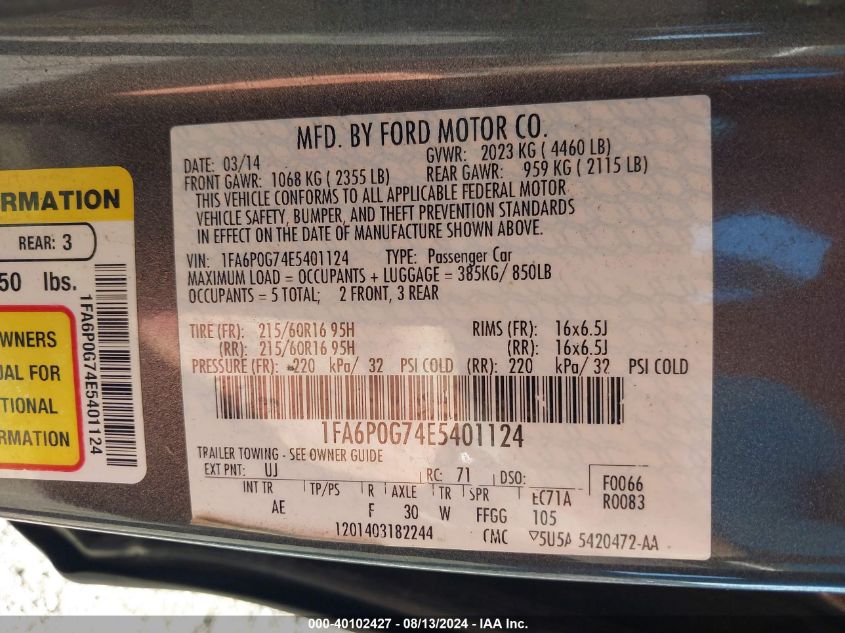 MFD. BY FORD MOTOR CO.
DATE: 03/14 GVWR: 2023 KG ( 4460 LB)
FRONT GAWR: 1068 KG ( 2355 LB) REAR GAWR: 959 KG ( 2115 LB)
THIS VEHICLE CONFORMS TO ALL APPLICABLE FEDERAL MOTOR
VEHICLE SAFETY, BUMPER, AND THEFT PREVENTION STANDARDS
IN EFFECT ON THE DATE OF MANUFACTURE SHOWN ABOVE.
VIN: 1FA6P0G74E5401124 TYPE: Passenger Car
MAXIMUM LOAD = OCCUPANTS + LUGGAGE = 385KG/ 850LB
OCCUPANTS = 5 TOTAL; 2 FRONT, 3 REAR
TIRE (FR): 215/60R16 95H RIMS (FR): 16x6.5J
(RR): 215/60R16 95H (RR): 16x6.5J
PRESSURE (FR): 220 kPa/ 32 PSI COLD (RR): 220 kPa/ 32 PSI COLD
1FA6P0G74E5401124
TRAILER TOWING - SEE OWNER GUIDE
EXT PNT: UJ RC: 71 DSO: F0066
INT TR TP/PS R AXLE TR SPR EC71A R0083
AE F 30 W FFGG 105
1201403182244 CMC ▽5U5A 5420472-AA
RMATION
REAR: 3
50 lbs.
WNERS
UAL FOR
TIONAL
RMATION
1FA6P0G74E5401124
000-40102427 - 08/13/2024 - IAA Inc.